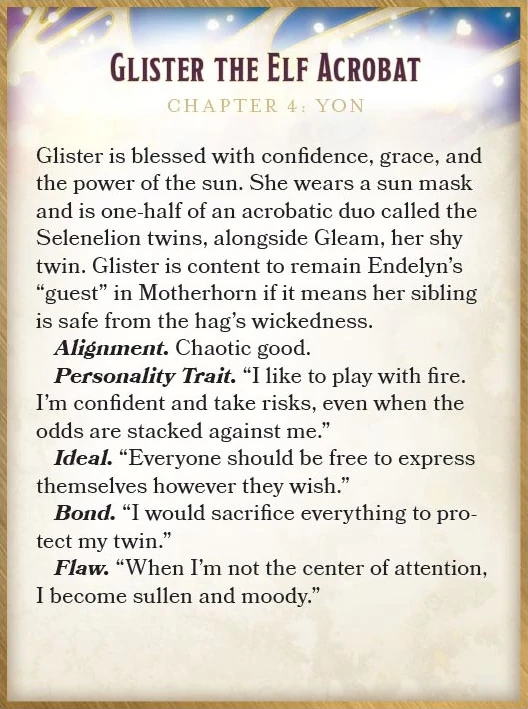 GLISTER THE ELF ACROBAT
CHAPTER 4: YON
Glister is blessed with confidence, grace, and
the power of the sun. She wears a sun mask
and is one-half of an acrobatic duo called the
Selenelion twins, alongside Gleam, her shy
twin. Glister is content to remain Endelyn’s
“guest” in Motherhorn if it means her sibling
is safe from the hag’s wickedness.
Alignment. Chaotic good.
Personality Trait. “I like to play with fire.
I’m confident and take risks, even when the
odds are stacked against me.”
Ideal. “Everyone should be free to express
themselves however they wish.”
Bond. “I would sacrifice everything to pro-
tect my twin.”
Flaw. “When I’m not the center of attention,
I become sullen and moody.”